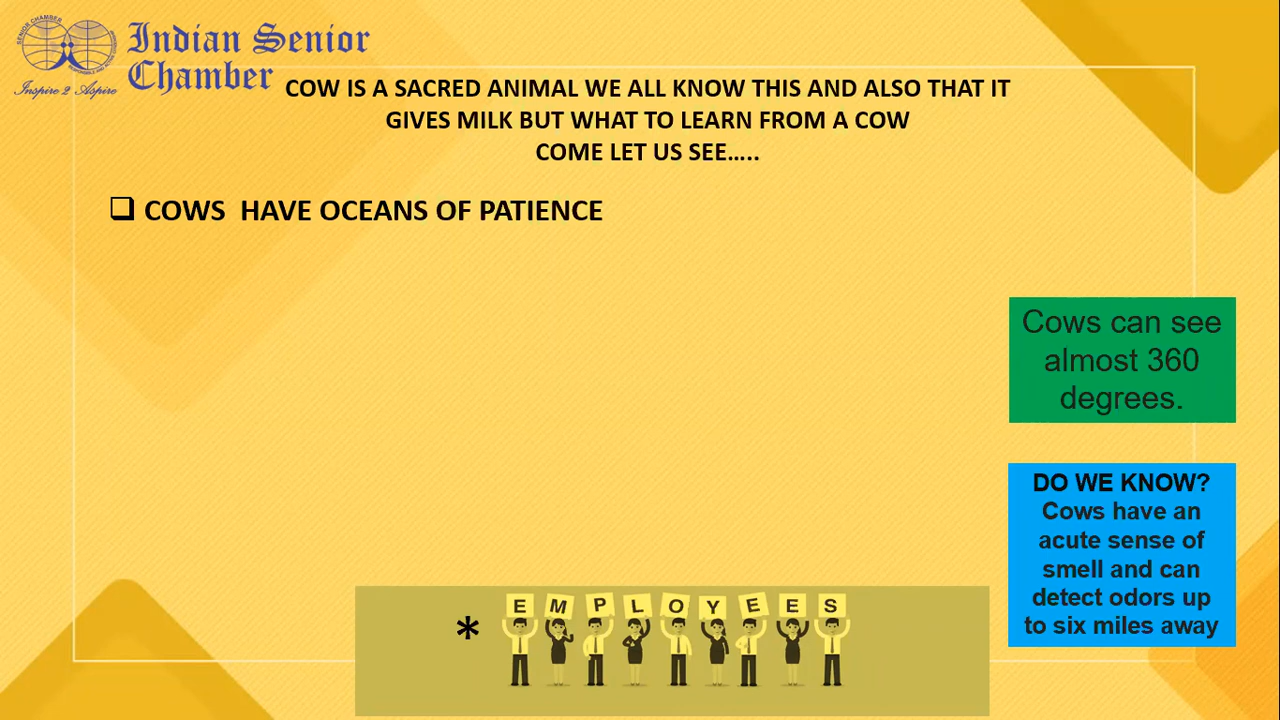 Indian Senior
Chamber
Inspire 2 Aspire
COW IS A SACRED ANIMAL WE ALL KNOW THIS AND ALSO THAT IT
GIVES MILK BUT WHAT TO LEARN FROM A COW
COME LET US SEE.....
❑ COWS HAVE OCEANS OF PATIENCE
Cows can see
almost 360
degrees.
DO WE KNOW?
Cows have an
acute sense of
smell and can
detect odors up
to six miles away
* EMPLOYEES